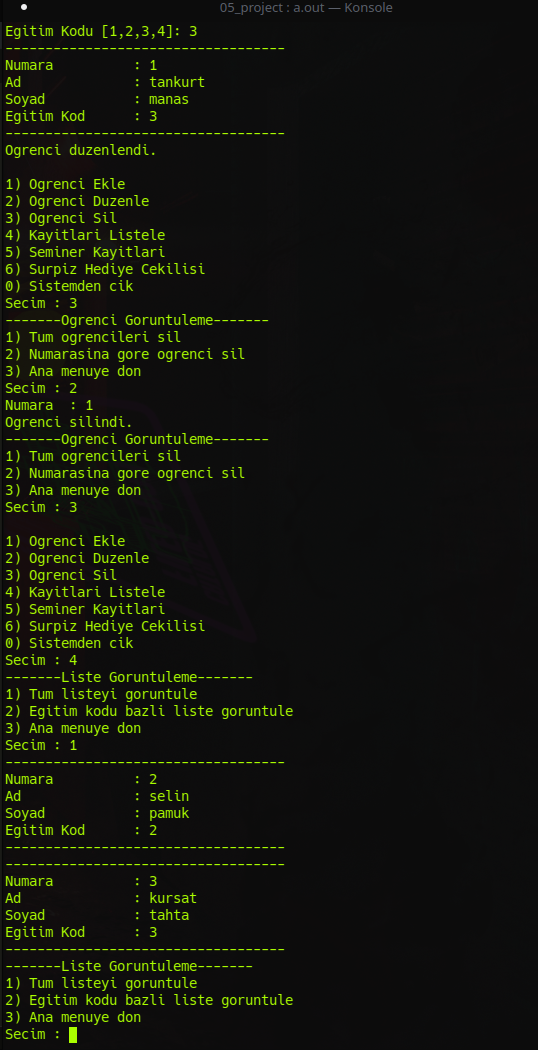 05_project : a.out — Konsole
Egitim Kodu [1,2,3,4]: 3
-----------------------------------
Numara          : 1
Ad              : tankurt
Soyad           : manas
Egitim Kod      : 3
-----------------------------------
Ogrenci duzenlendi.

1) Ogrenci Ekle
2) Ogrenci Duzenle
3) Ogrenci Sil
4) Kayitlari Listele
5) Seminer Kayitlari
6) Surpiz Hediye Cekilisi
0) Sistemden cik
Secim : 3
-------Ogrenci Goruntuleme-------
1) Tum ogrencileri sil
2) Numarasina gore ogrenci sil
3) Ana menuye don
Secim : 2
Numara  : 1
Ogrenci silindi.
-------Ogrenci Goruntuleme-------
1) Tum ogrencileri sil
2) Numarasina gore ogrenci sil
3) Ana menuye don
Secim : 3

1) Ogrenci Ekle
2) Ogrenci Duzenle
3) Ogrenci Sil
4) Kayitlari Listele
5) Seminer Kayitlari
6) Surpiz Hediye Cekilisi
0) Sistemden cik
Secim : 4
-------Liste Goruntuleme-------
1) Tum listeyi goruntule
2) Egitim kodu bazli liste goruntule
3) Ana menuye don
Secim : 1
-----------------------------------
Numara          : 2
Ad              : selin
Soyad           : pamuk
Egitim Kod      : 2
-----------------------------------
-----------------------------------
Numara          : 3
Ad              : kursat
Soyad           : tahta
Egitim Kod      : 3
-----------------------------------
-------Liste Goruntuleme-------
1) Tum listeyi goruntule
2) Egitim kodu bazli liste goruntule
3) Ana menuye don
Secim :